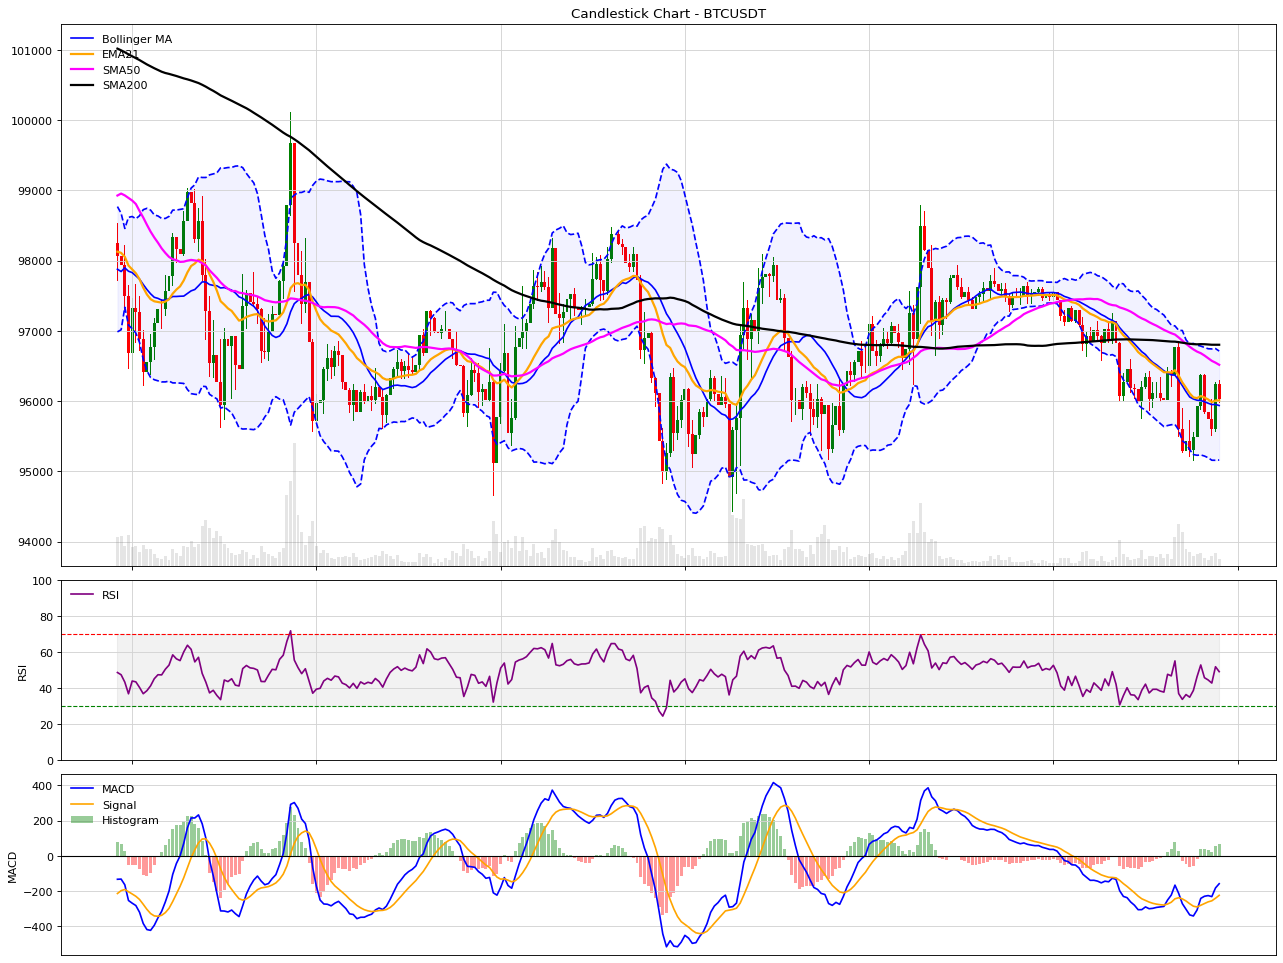 Candlestick Chart - BTCUSDT
Bollinger MA
EMA21
SMA50
SMA200
101000
100000
99000
98000
97000
96000
95000
94000
RSI
100
80
60
40
20
0
RSI
MACD
Signal
Histogram
400
200
0
−200
−400
MACD